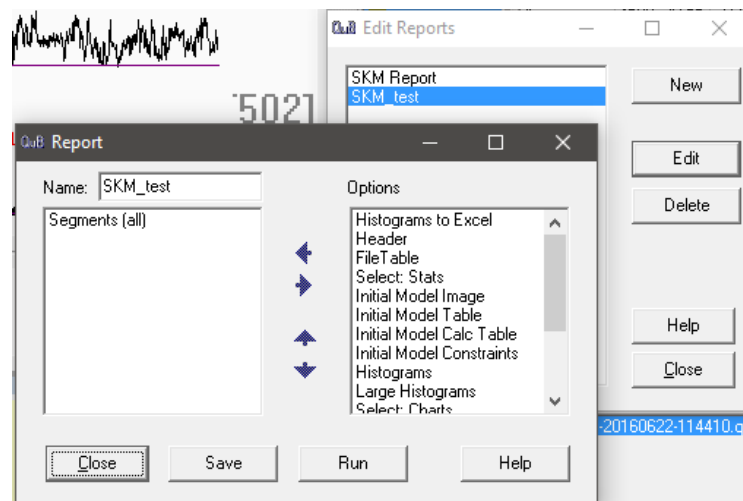 QuB Edit Reports
SKM Report
SKM_test
New
Edit
Delete
Help
Close
5021
QuB Report
Name: SKM_test
Options
Segments (all)
Histograms to Excel
Header
FileTable
Select: Stats
Initial Model Image
Initial Model Table
Initial Model Calc Table
Initial Model Constraints
Histograms
Large Histograms
Select: Charts
Close
Save
Run
Help
-20160622-114410.q